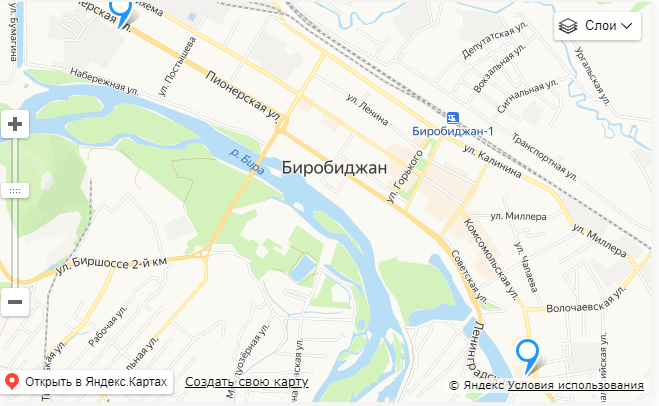 ул. Бумагина
Слои
Депутатская ул.
Вокзальная ул.
Ургальская ул.
ул. Постышева
Набережная ул.
Пионерская ул.
Сигнальная ул.
ул. Ленина
Биробиджан-1
Транспортная ул.
ул. Калинина
р. Бира
Биробиджан
ул. Горького
ул. Миллера
ул. Миллера
Комсомольская ул.
ул. Чапаева
Советская ул.
ул. Биршоссе 2-й км
Волочаевская ул.
Рабочая ул.
Открыть в Яндекс.Картах
Создать свою карту
© Яндекс Условия использования